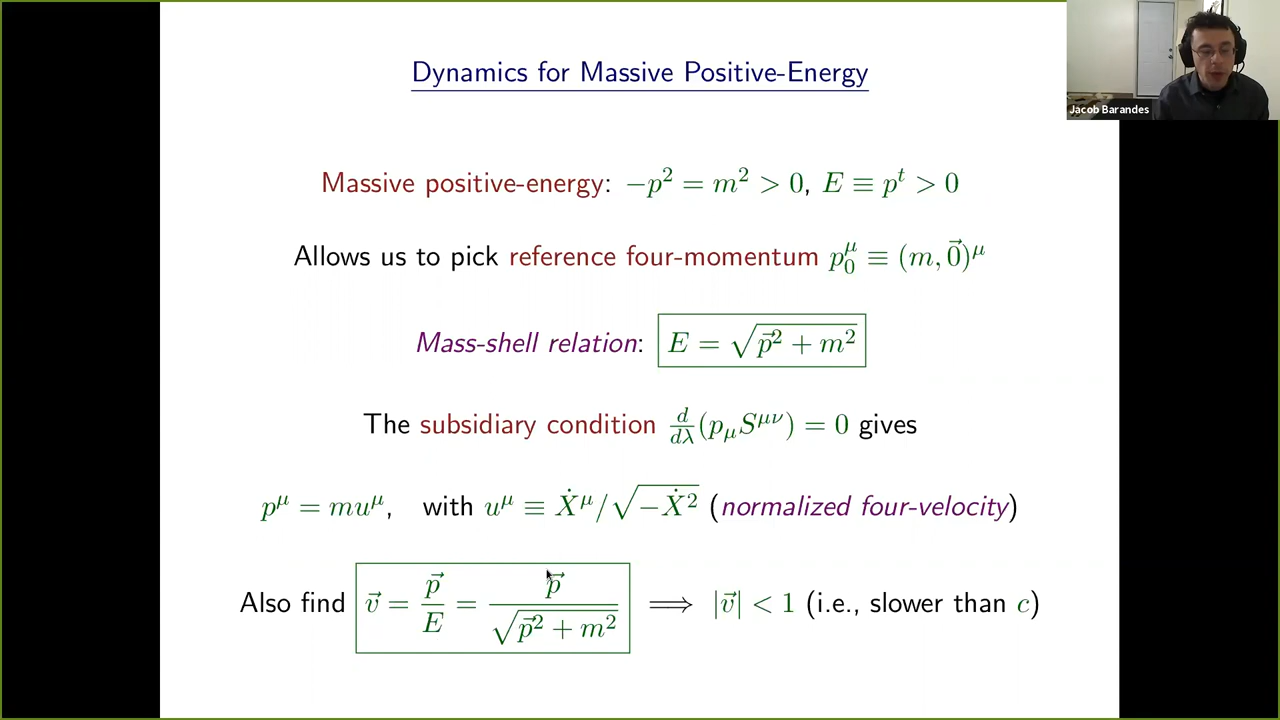 Dynamics for Massive Positive-Energy
Jacob Barandes
Massive positive-energy: −p² = m² > 0, E ≡ pᵗ > 0
Allows us to pick reference four-momentum p₀^μ ≡ (m, 0⃗)^μ
Mass-shell relation: E = √(p⃗² + m²)
The subsidiary condition d/dλ (p_μ S^{μν}) = 0 gives
p^μ = mu^μ, with u^μ ≡ Ẋ^μ/√(−Ẋ²) (normalized four-velocity)
Also find v⃗ = p⃗/E = p⃗/√(p⃗² + m²) ⟹ |v⃗| < 1 (i.e., slower than c)